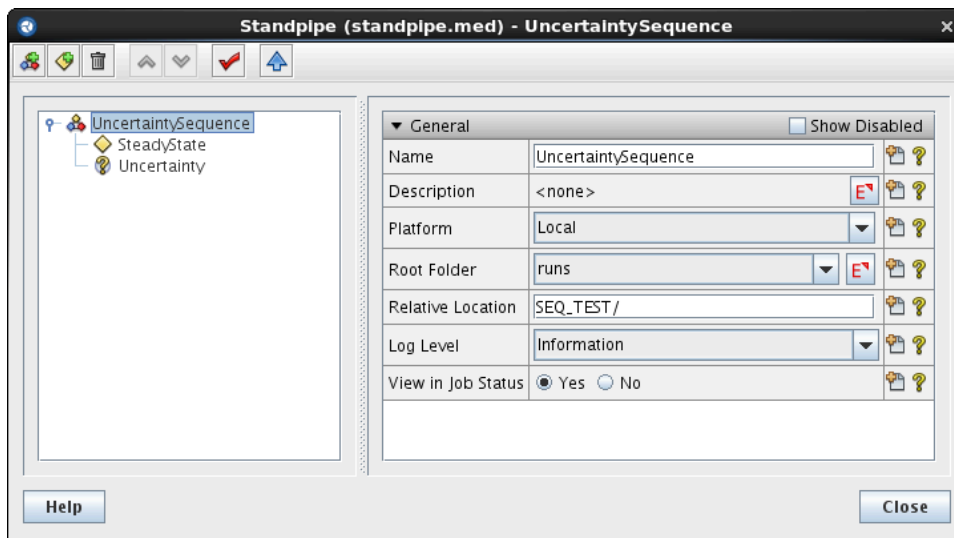 Standpipe (standpipe.med) - UncertaintySequence
UncertaintySequence
SteadyState
Uncertainty
General
Show Disabled
Name
UncertaintySequence
Description
<none>
E
Platform
Local
Root Folder
runs
E
Relative Location
SEQ_TEST/
Log Level
Information
View in Job Status
Yes
No
Help
Close